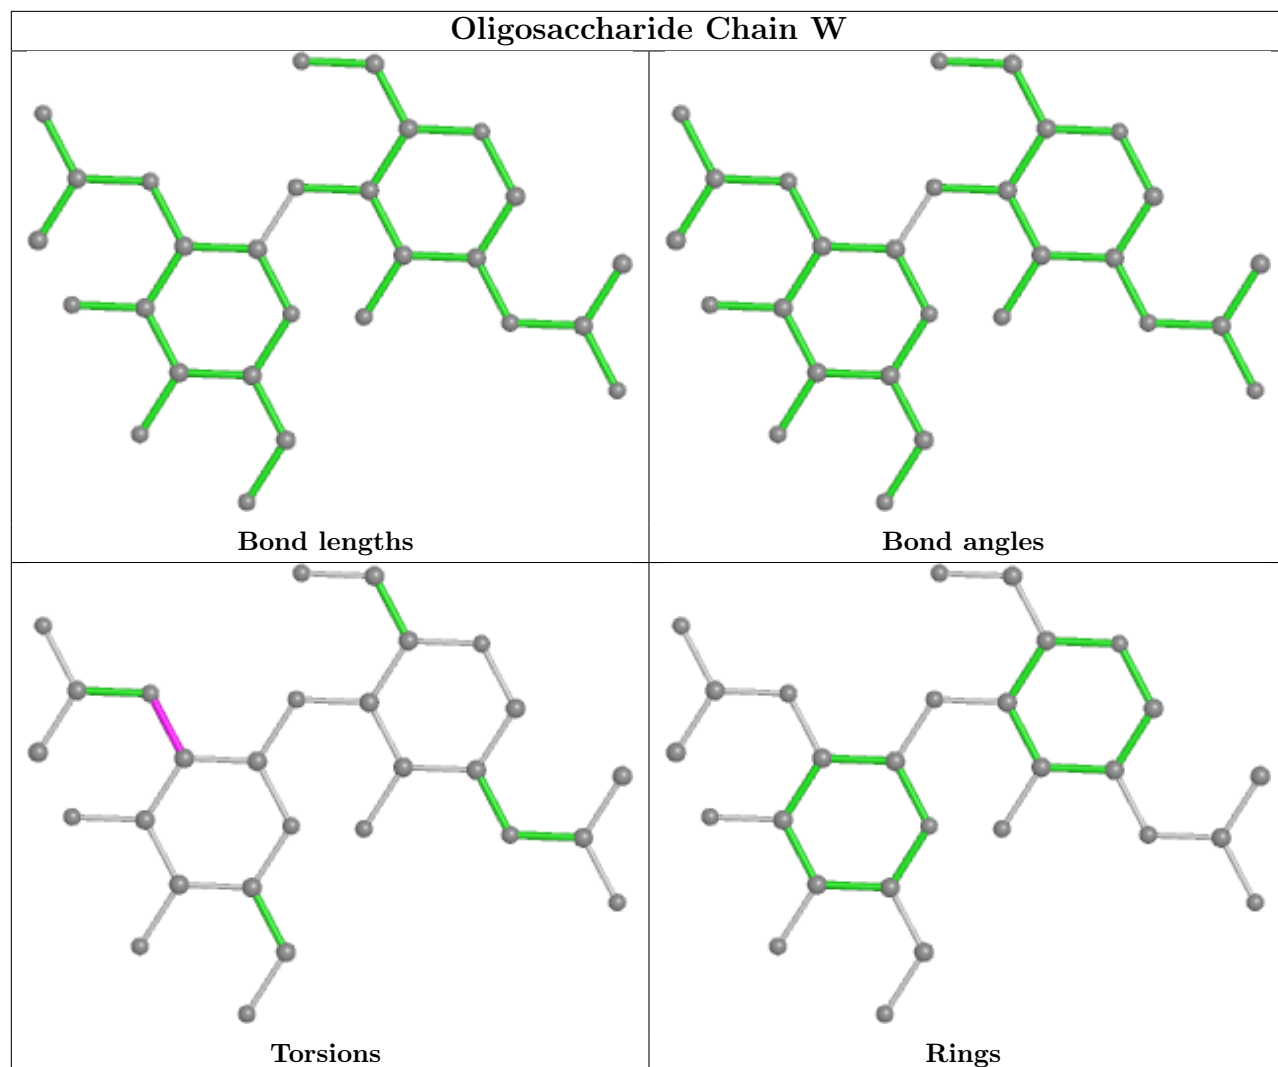 Oligosaccharide Chain W
Bond lengths
Bond angles
Torsions
Rings